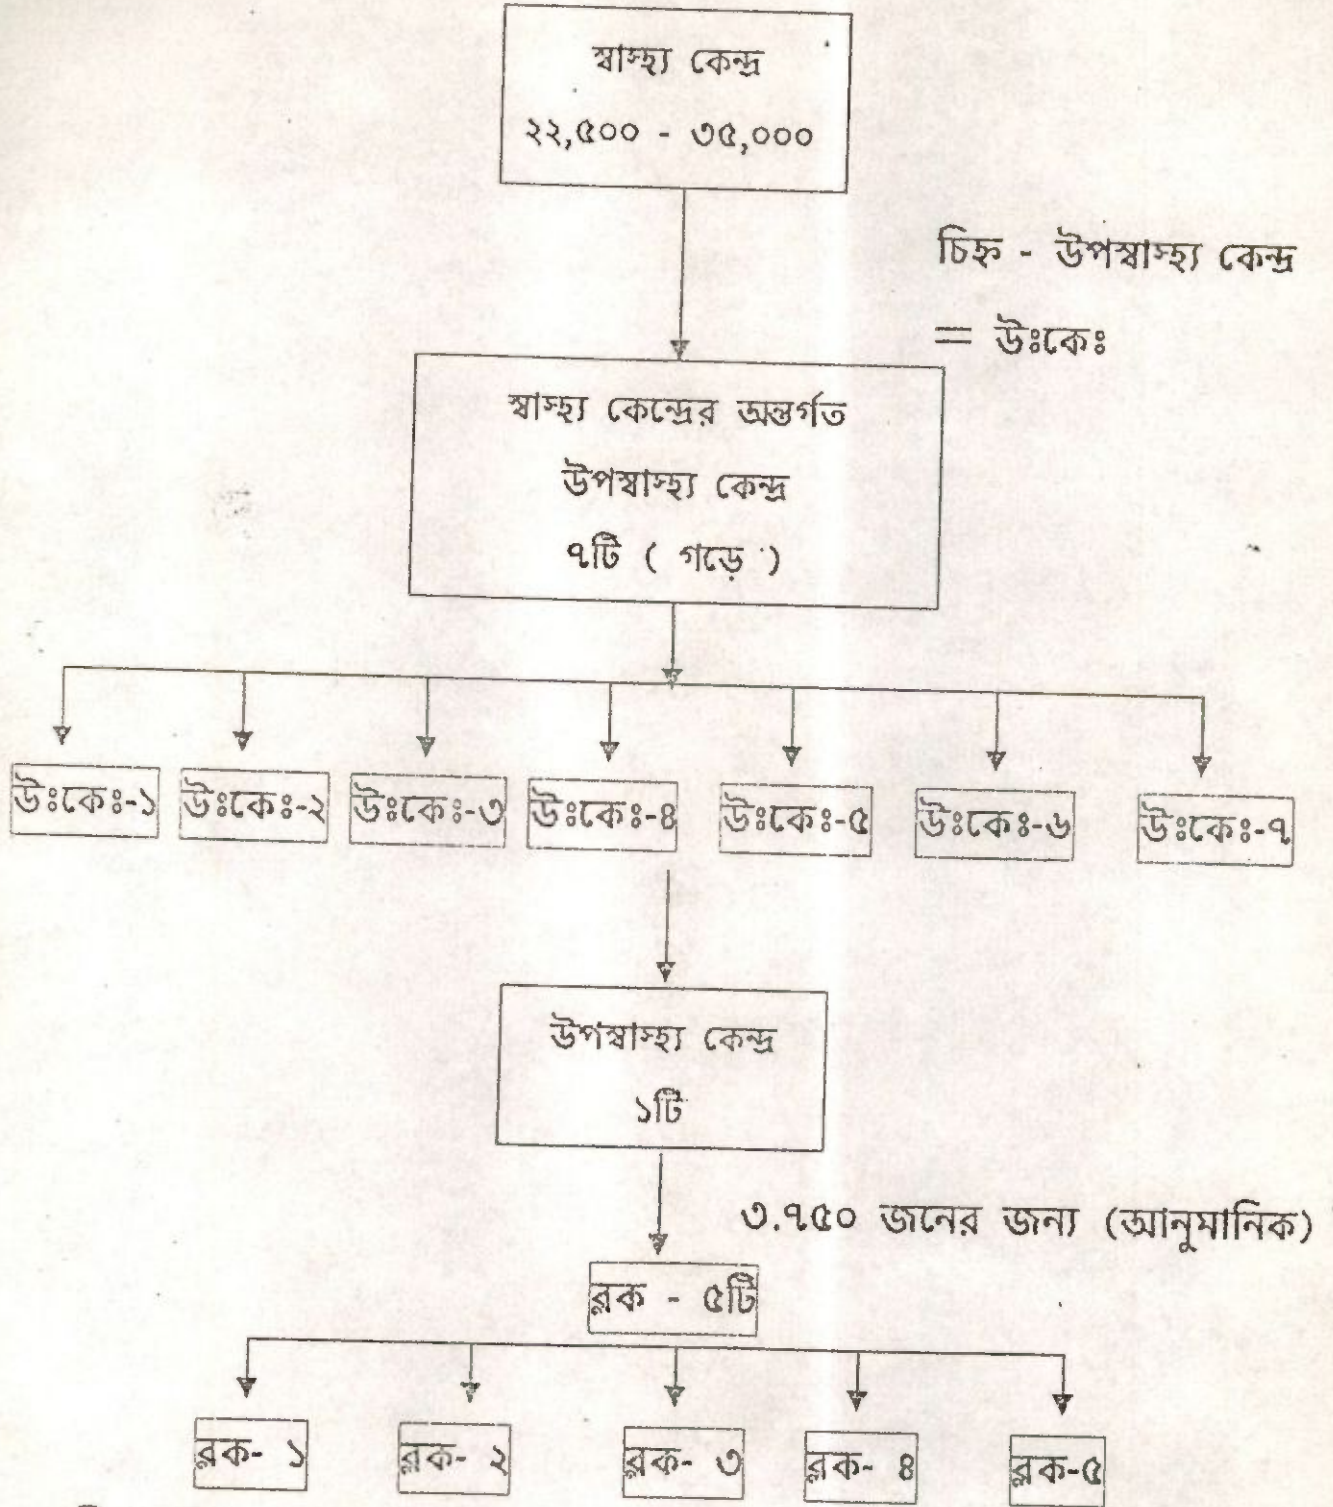 স্বাস্হ্য কেন্দ্র
২২,৫০০ - ৩৫,০০০
চিহ্ন - উপস্বাস্হ্য কেন্দ্র
= উঃকেঃ
স্বাস্হ্য কেন্দ্রের অন্তর্গত
উপস্বাস্হ্য কেন্দ্র
৭টি ( গড়ে )
উঃকেঃ-১ উঃকেঃ-২ উঃকেঃ-৩ উঃকেঃ-৪ উঃকেঃ-৫ উঃকেঃ-৬ উঃকেঃ-৭
উপস্বাস্হ্য কেন্দ্র
১টি
৩.৭৫০ জনের জন্য (আনুমানিক)
ব্লক - ৫টি
ব্লক- ১ ব্লক- ২ ব্লক- ৩ ব্লক- ৪ ব্লক-৫